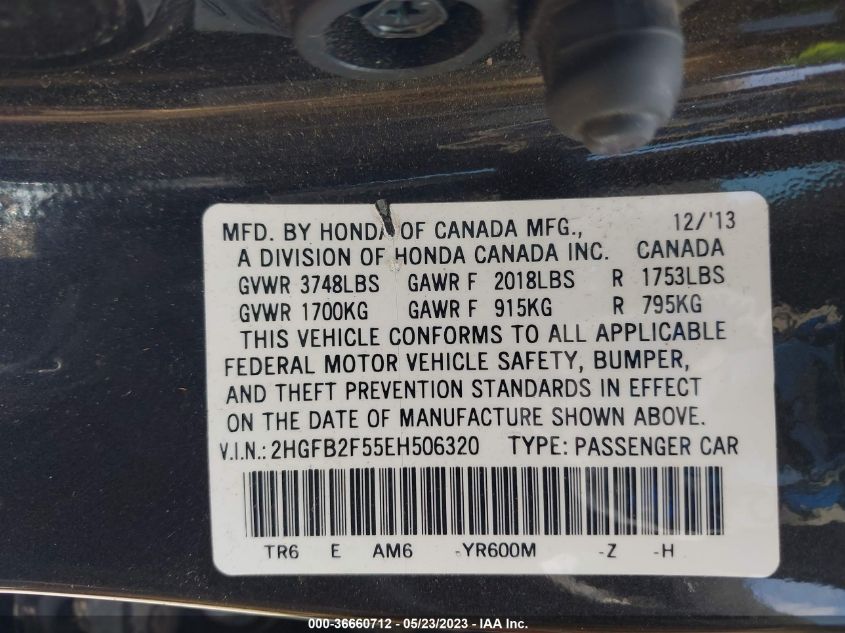 MFD. BY HONDA OF CANADA MFG., 12/'13
A DIVISION OF HONDA CANADA INC. CANADA
GVWR 3748LBS GAWR F 2018LBS R 1753LBS
GVWR 1700KG GAWR F 915KG R 795KG
THIS VEHICLE CONFORMS TO ALL APPLICABLE
FEDERAL MOTOR VEHICLE SAFETY, BUMPER,
AND THEFT PREVENTION STANDARDS IN EFFECT
ON THE DATE OF MANUFACTURE SHOWN ABOVE.
V.I.N.: 2HGFB2F55EH506320 TYPE: PASSENGER CAR
TR6 E AM6 -YR600M -Z -H
000-36660712 - 05/23/2023 - IAA Inc.